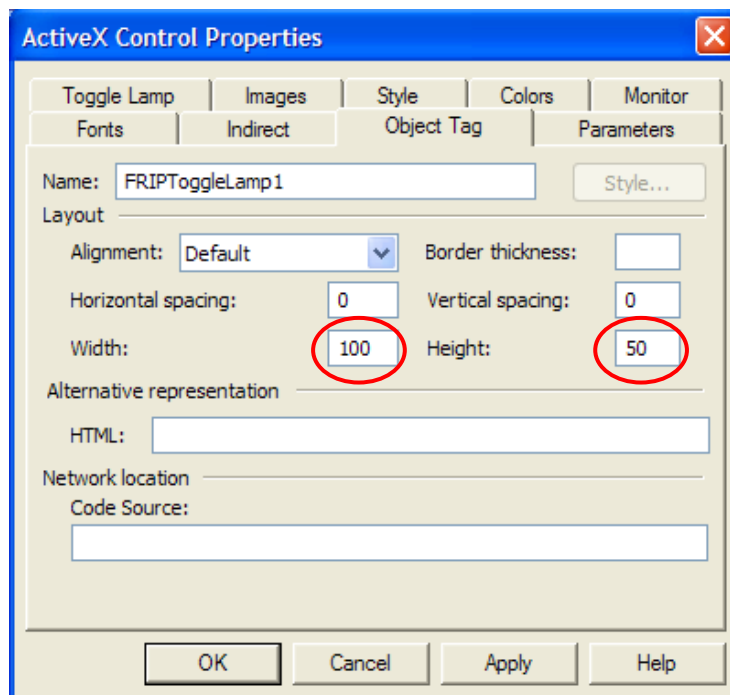 ActiveX Control Properties
Toggle Lamp Images Style Colors Monitor
Fonts Indirect Object Tag Parameters
Name: FRIPToggleLamp1 Style...
Layout
Alignment: Default Border thickness:
Horizontal spacing: 0 Vertical spacing: 0
Width: 100 Height: 50
Alternative representation
HTML:
Network location
Code Source:
OK Cancel Apply Help